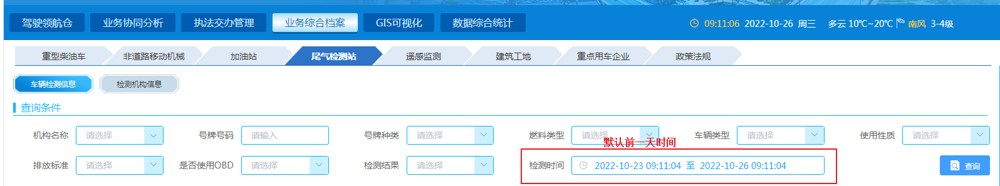 驾驶领航仓 业务协同分析 执法交办管理 业务综合档案 GIS可视化 数据综合统计 09:11:06 2022-10-26 周三 多云 10℃~20℃ 南风 3-4级
重型柴油车 非道路移动机械 加油站 尾气检测站 遥感监测 建筑工地 重点用车企业 政策法规
车辆检测信息 检测机构信息
查询条件
机构名称 请选择 号牌号码 请输入 号牌种类 请选择 燃料类型 请选择 车辆类型 请选择 使用性质 请选择
默认前一天时间
排放标准 请选择 是否使用OBD 请选择 检测结果 请选择 检测时间 2022-10-23 09:11:04 至 2022-10-26 09:11:04 查询